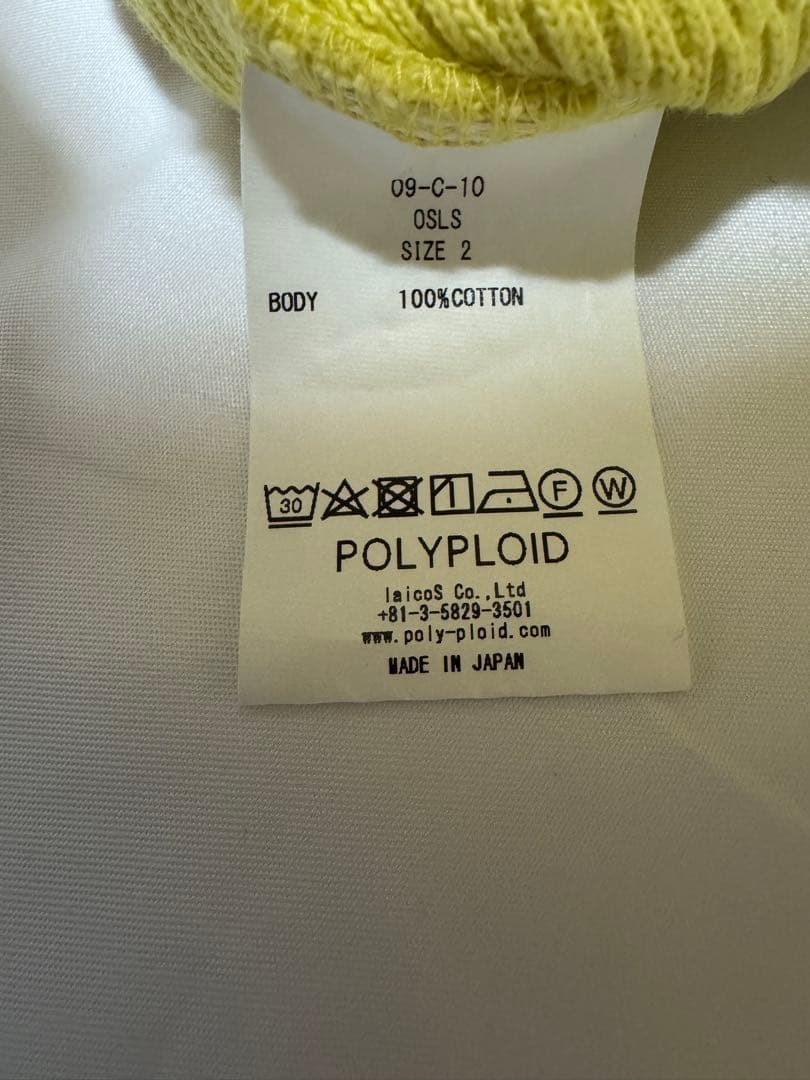 09-C-10
OSLS
SIZE 2
BODY 100%COTTON
30 F W
POLYPLOID
laicoS Co.,Ltd
+81-3-5829-3501
www.poly-ploid.com
MADE IN JAPAN